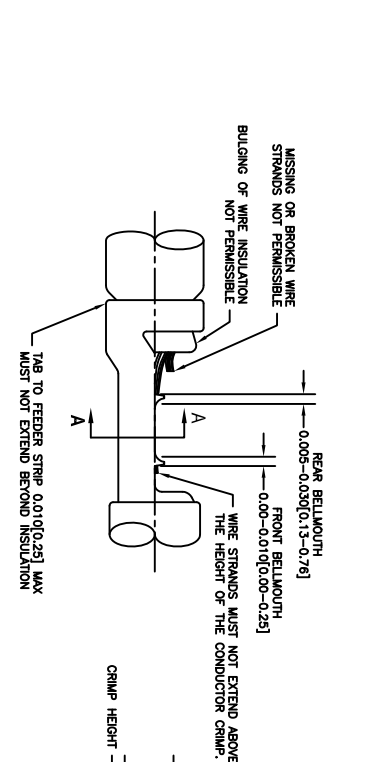 MISSING OR BROKEN WIRE
STRANDS NOT PERMISSIBLE
BULGING OF WIRE INSULATION
NOT PERMISSIBLE
REAR BELLMOUTH
0.005-0.030[0.13-0.76]
FRONT BELLMOUTH
0.00-0.010[0.00-0.25]
WIRE STRANDS MUST NOT EXTEND ABOVE
THE HEIGHT OF THE CONDUCTOR CRIMP.
A
A
TAB TO FEEDER STRIP 0.010[0.25] MAX
MUST NOT EXTEND BEYOND INSULATION
CRIMP HEIGHT